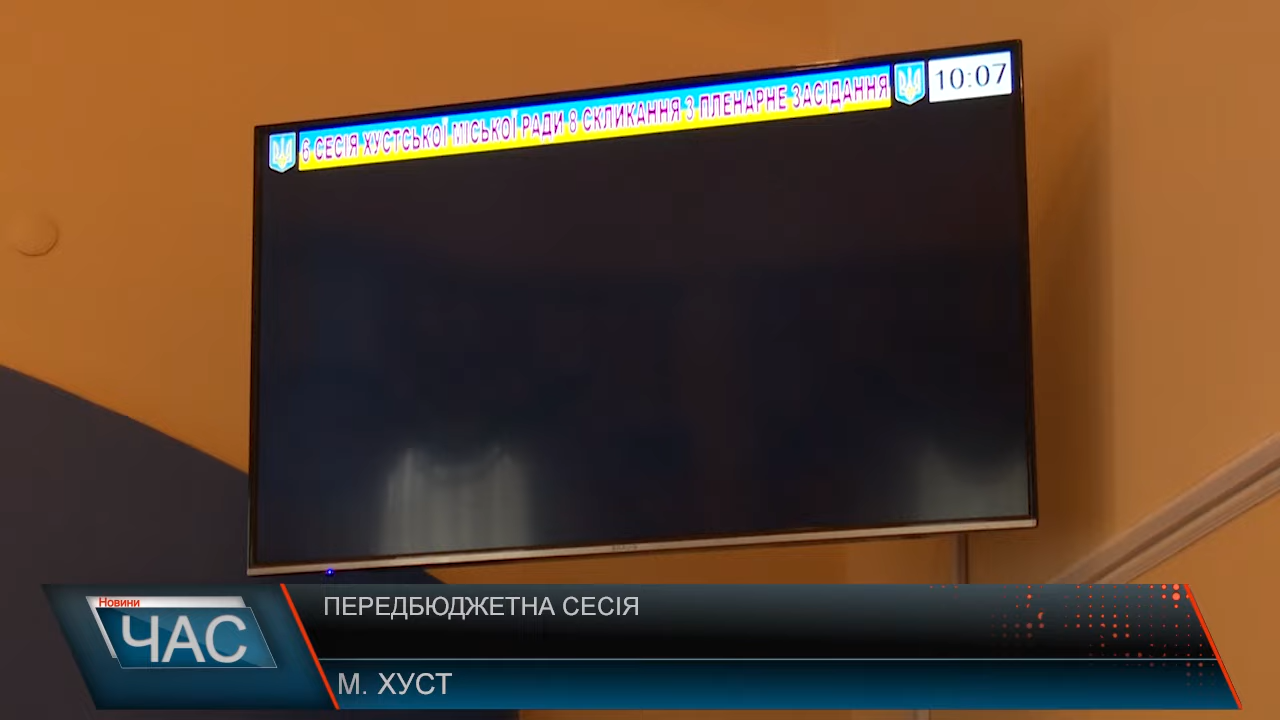 6 СЕСІЯ ХУСТСЬКОЇ МІСЬКОЇ РАДИ 8 СКЛИКАННЯ 3 ПЛЕНАРНЕ ЗАСІДАННЯ
10:07
Новини
ЧАС
ПЕРЕДБЮДЖЕТНА СЕСІЯ
М. ХУСТ